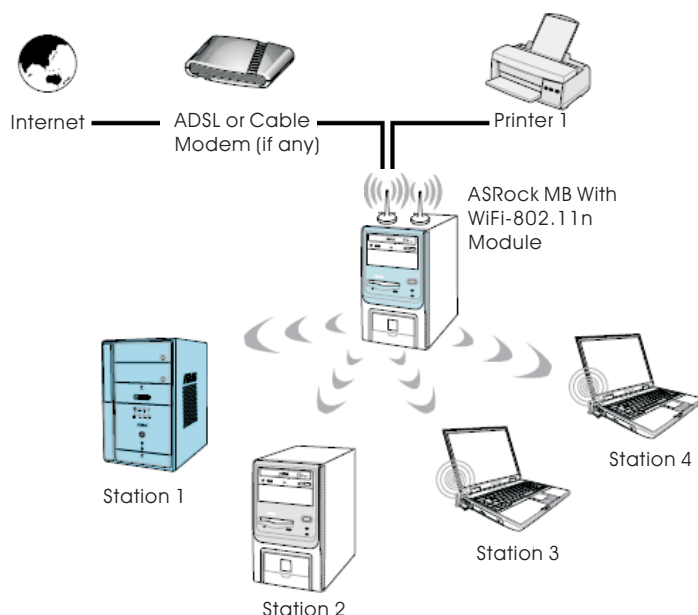 Internet
ADSL or Cable
Modem (if any)
Printer 1
ASRock MB With
WiFi-802.11n
Module
Station 1
Station 2
Station 3
Station 4